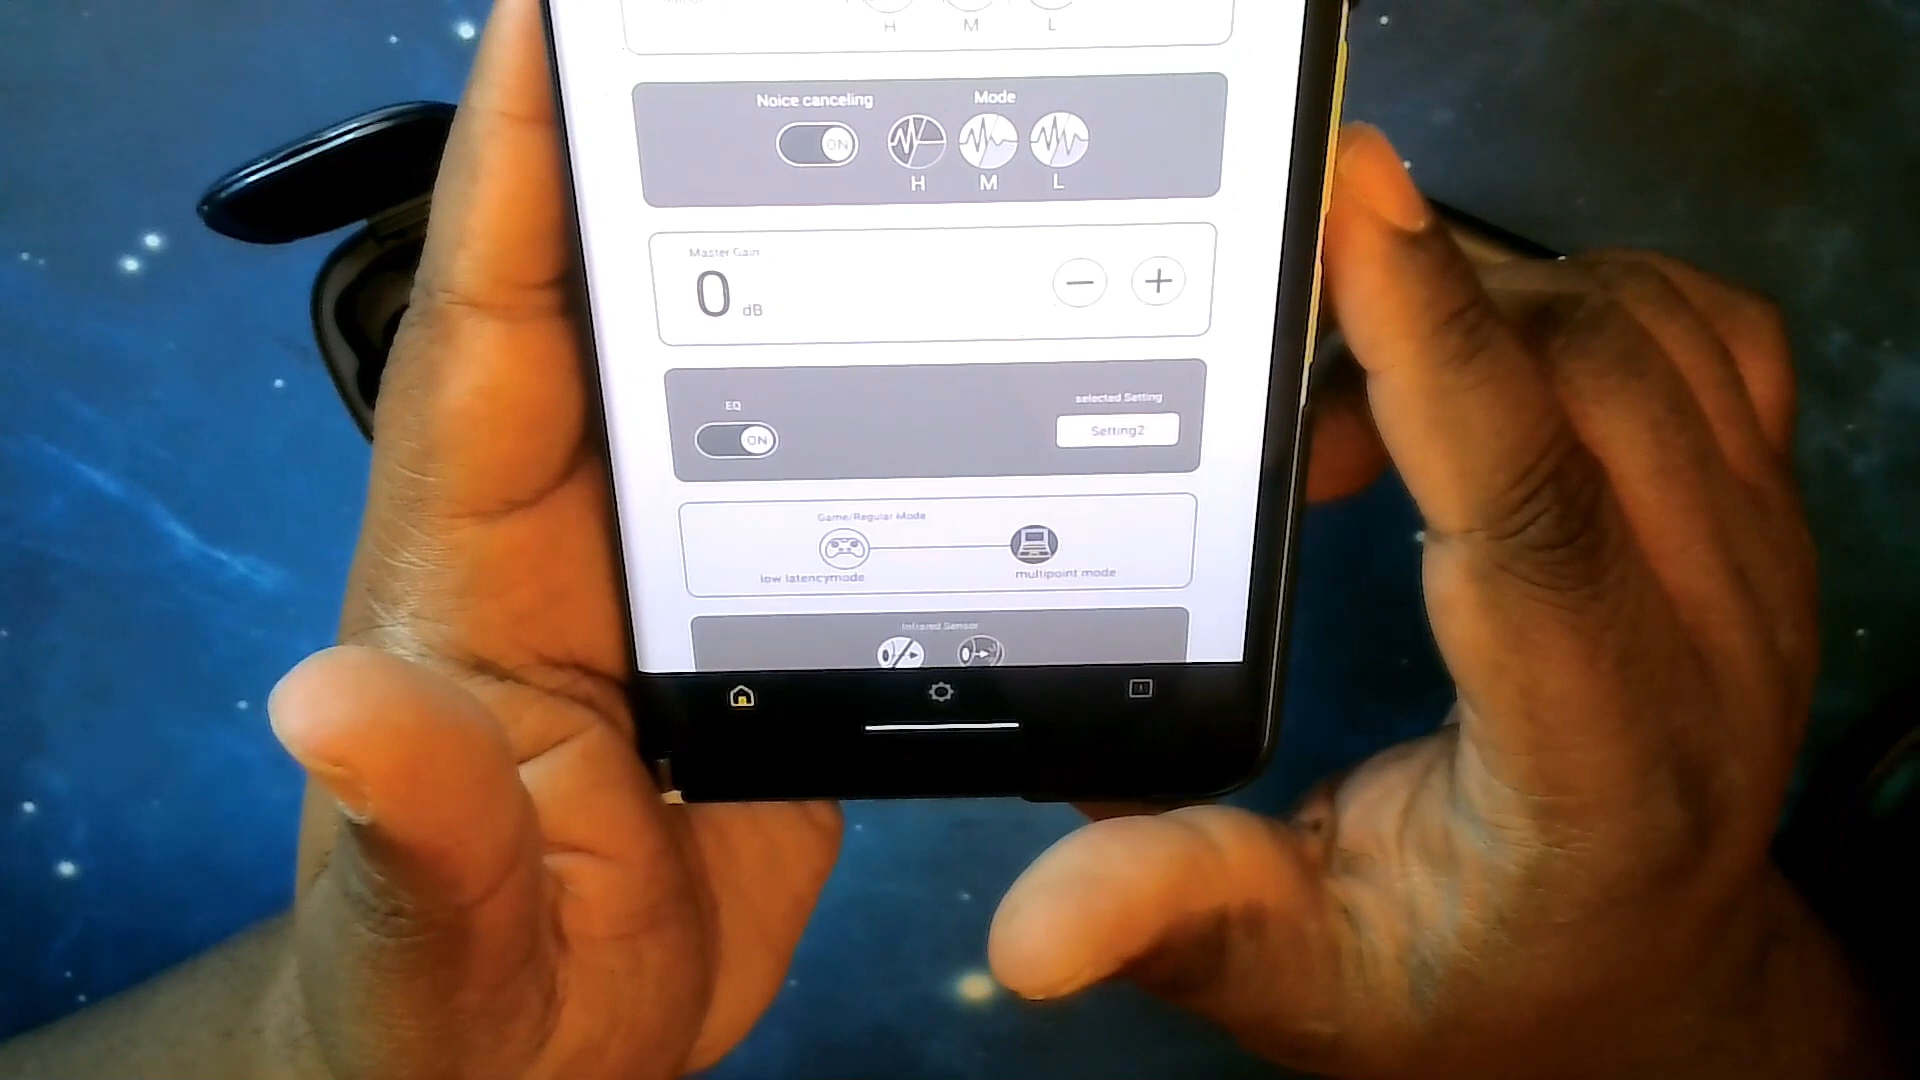 H M L
Noice canceling Mode
ON
H M L
Master Gain
0 dB
EQ selected Setting
ON Setting2
Game/Regular Mode
low latencymode multipoint mode
Infrared Sensor